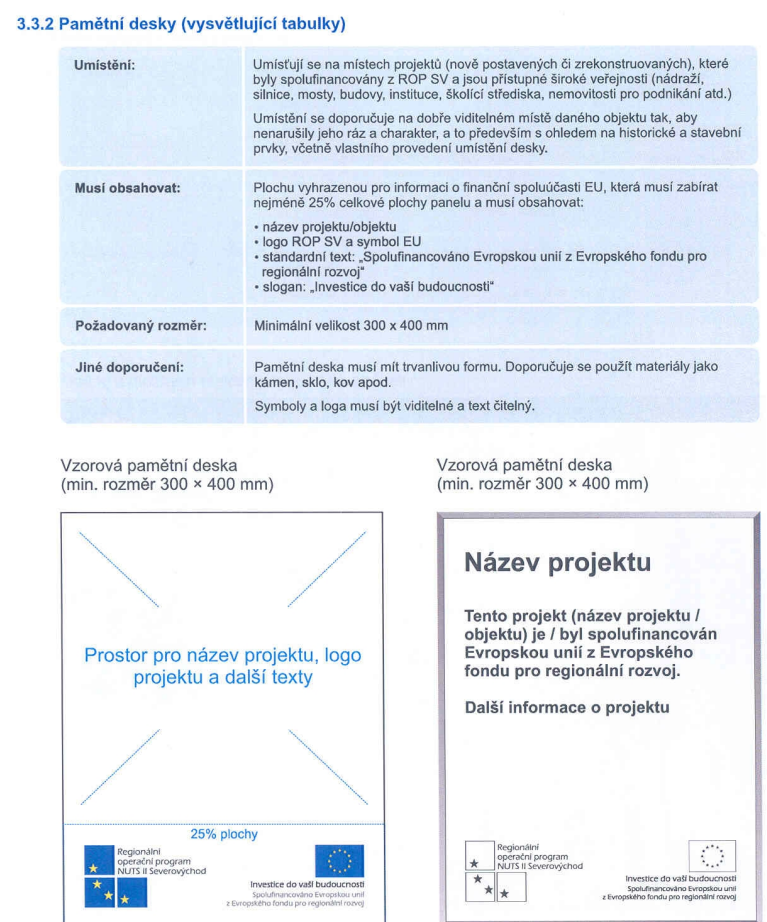 3.3.2 Pamětní desky (vysvětlující tabulky)
Umístění:
Umísťují se na místech projektů (nově postavených či zrekonstruovaných), které
byly spolufinancovány z ROP SV a jsou přístupné široké veřejnosti (nádraží,
silnice, mosty, budovy, instituce, školící střediska, nemovitosti pro podnikání atd.)
Umístění se doporučuje na dobře viditelném místě daného objektu tak, aby
nenarušily jeho ráz a charakter, a to především s ohledem na historické a stavební
prvky, včetně vlastního provedení umístění desky.
Musí obsahovat:
Plochu vyhrazenou pro informaci o finanční spoluúčasti EU, která musí zabírat
nejméně 25% celkové plochy panelu a musí obsahovat:
• název projektu/objektu
• logo ROP SV a symbol EU
• standardní text: „Spolufinancováno Evropskou unií z Evropského fondu pro
regionální rozvoj"
• slogan: „Investice do vaší budoucnosti"
Požadovaný rozměr:
Minimální velikost 300 x 400 mm
Jiné doporučení:
Pamětní deska musí mít trvanlivou formu. Doporučuje se použít materiály jako
kámen, sklo, kov apod.
Symboly a loga musí být viditelné a text čitelný.
Vzorová pamětní deska
(min. rozměr 300 × 400 mm)
Prostor pro název projektu, logo
projektu a další texty
25% plochy
Regionální
operační program
NUTS II Severovýchod
Investice do vaší budoucnosti
Spolufinancováno Evropskou unií
z Evropského fondu pro regionální rozvoj
Vzorová pamětní deska
(min. rozměr 300 × 400 mm)
Název projektu
Tento projekt (název projektu /
objektu) je / byl spolufinancován
Evropskou unií z Evropského
fondu pro regionální rozvoj.
Další informace o projektu
Regionální
operační program
NUTS II Severovýchod
Investice do vaší budoucnosti
Spolufinancováno Evropskou unií
z Evropského fondu pro regionální rozvoj